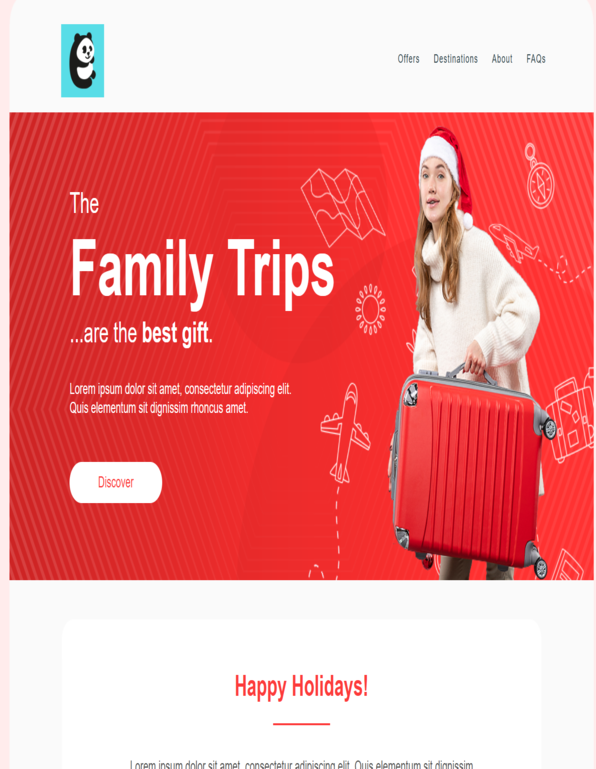 Offers Destinations About FAQs
The
Family Trips
...are the best gift.
Lorem ipsum dolor sit amet, consectetur adipiscing elit.
Quis elementum sit dignissim rhoncus amet.
Discover
Happy Holidays!
Lorem ipsum dolor sit amet, consectetur adipiscing elit. Quis elementum sit dignissim